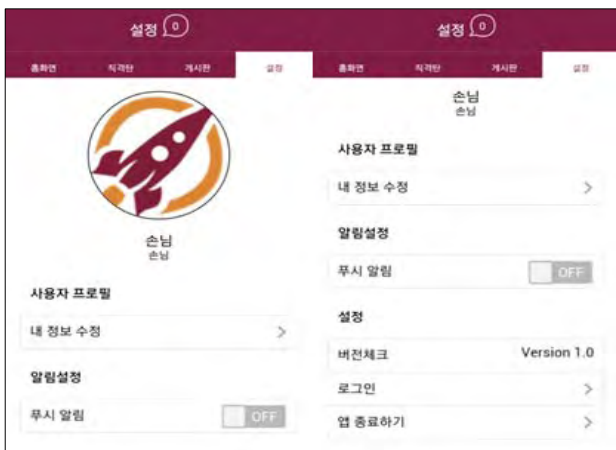 설정 0
홈화면 직격탄 게시판 설정
손님
손님
사용자 프로필
내 정보 수정
알림설정
푸시 알림 OFF
설정 0
홈화면 직격탄 게시판 설정
손님
손님
사용자 프로필
내 정보 수정
알림설정
푸시 알림 OFF
설정
버전체크 Version 1.0
로그인
앱 종료하기